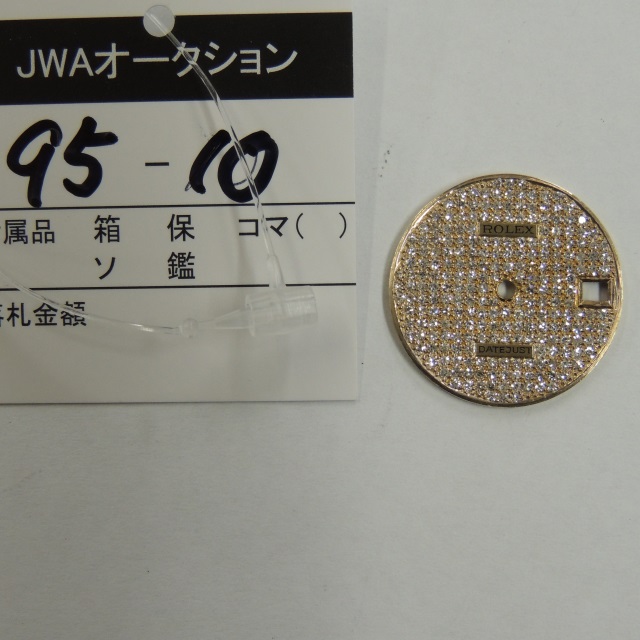 JWAオークション
95-10
属品 箱 保 コマ( )
ソ 鑑
札金額
ROLEX
DATEJUST